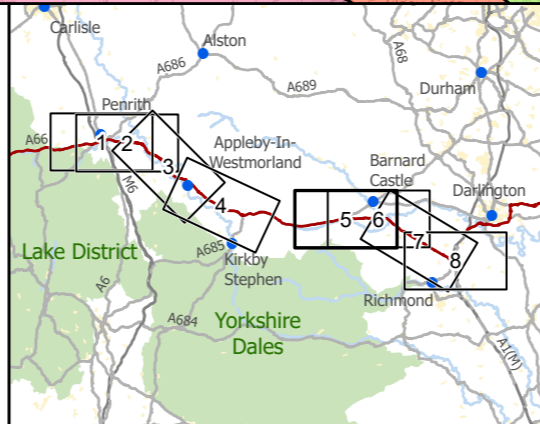 Carlisle
Alston
A68
A686
A689
Durham
Penrith
A66
1
2
3
Appleby-In-
Westmorland
Barnard
Castle
Darlington
M6
4
5
6
7
8
Lake District
A685
Kirkby
Stephen
Richmond
A6
A684
Yorkshire
Dales
A1(M)